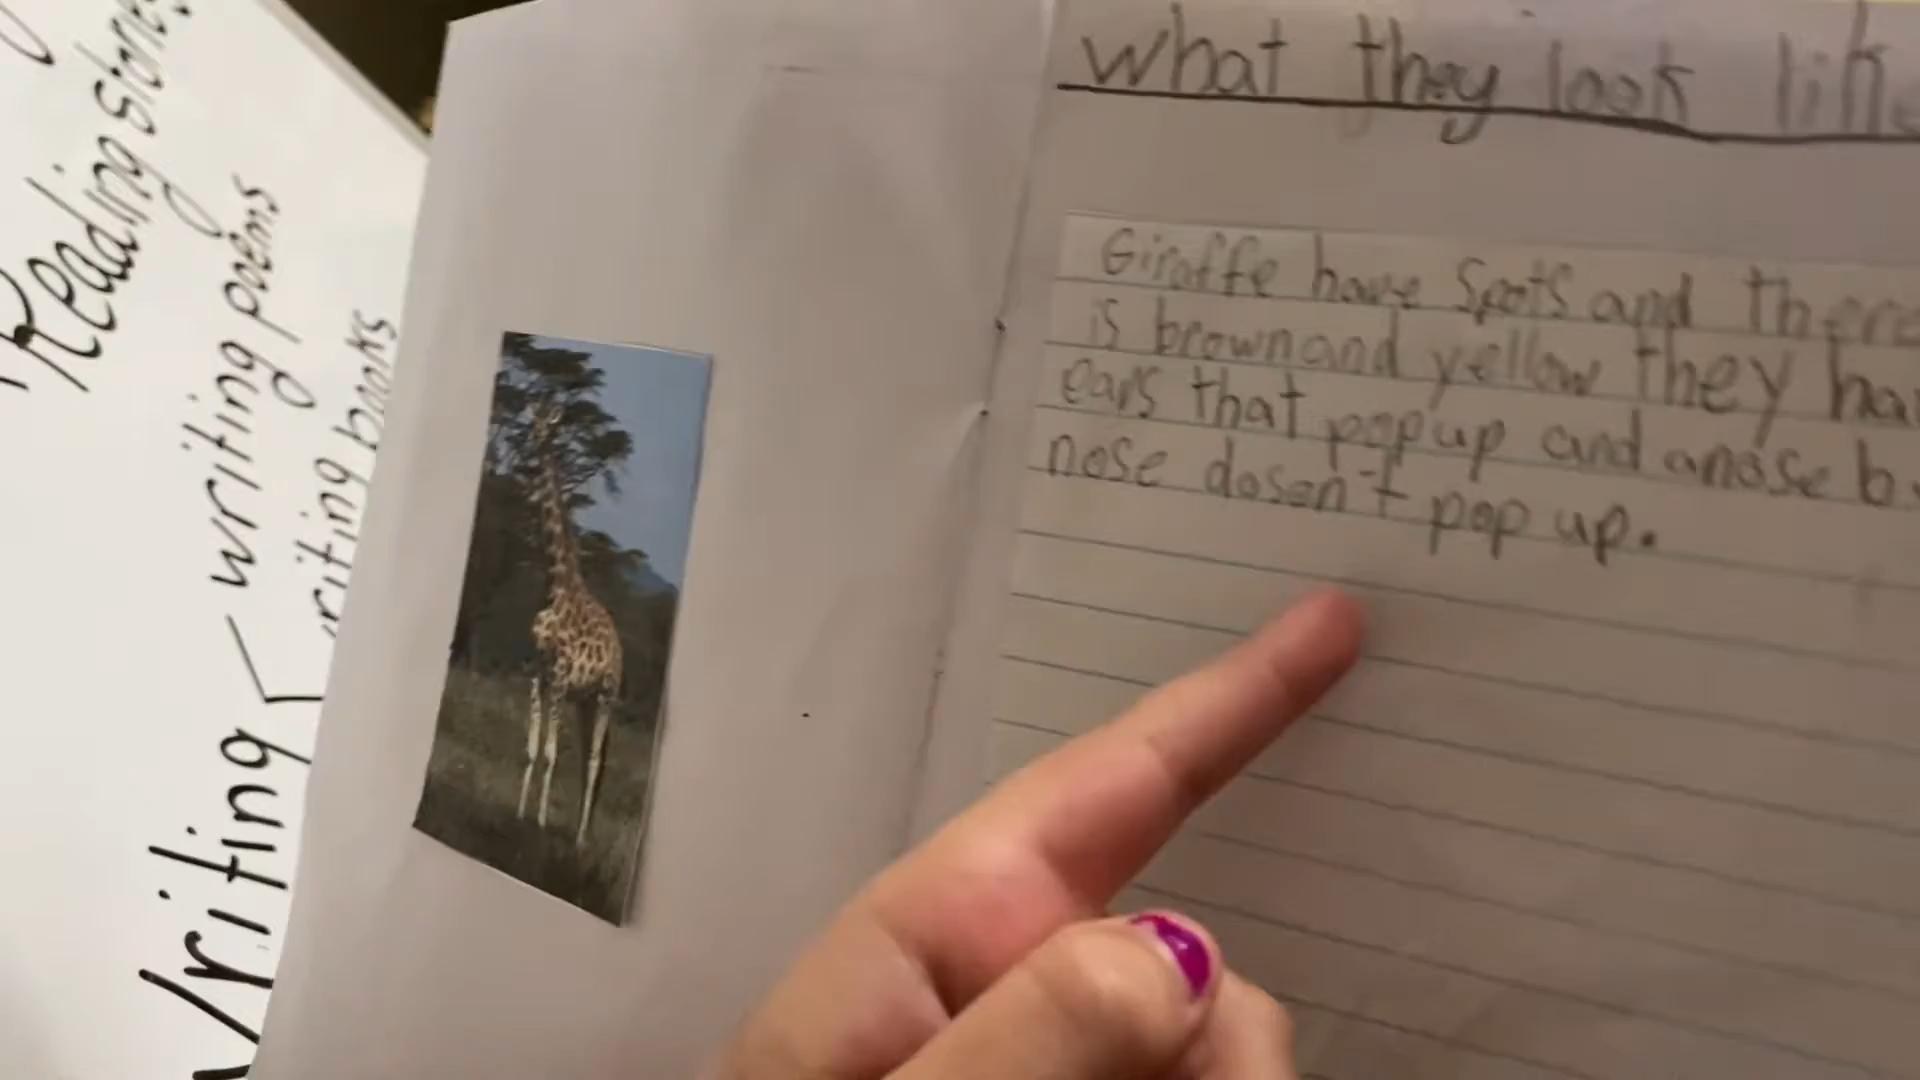 Reading stories
writing poems
writing books
Writing
what they look like
Giraffe have spots and there
is brown and yellow they ha
ears that pop up and a nose b
nose dosen't pop up.